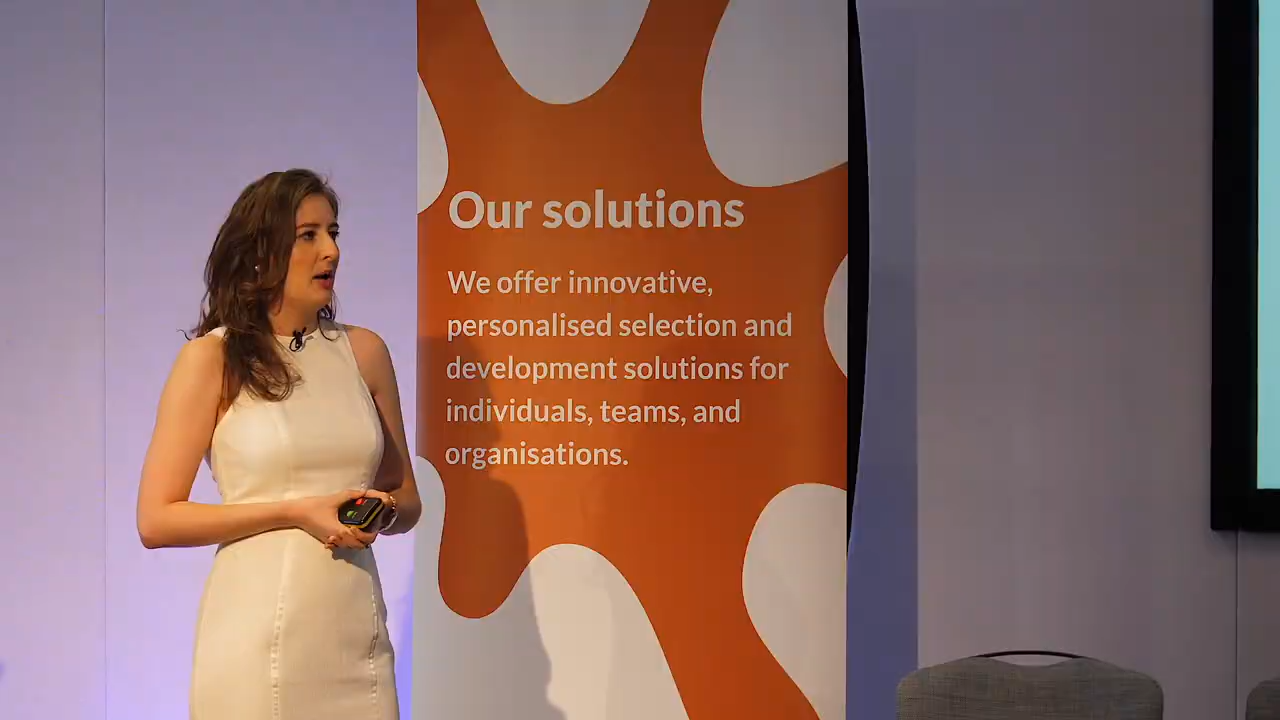 Our solutions
We offer innovative,
personalised selection and
development solutions for
individuals, teams, and
organisations.